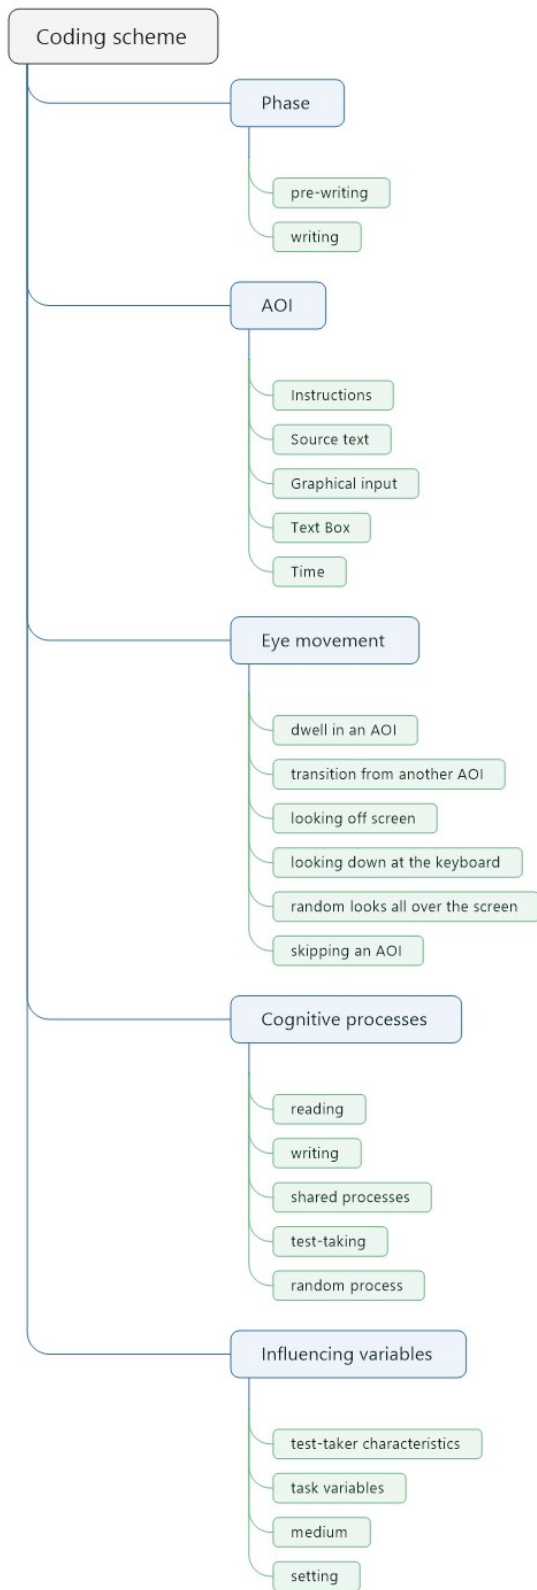 Coding scheme
Phase
pre-writing
writing
AOI
Instructions
Source text
Graphical input
Text Box
Time
Eye movement
dwell in an AOI
transition from another AOI
looking off screen
looking down at the keyboard
random looks all over the screen
skipping an AOI
Cognitive processes
reading
writing
shared processes
test-taking
random process
Influencing variables
test-taker characteristics
task variables
medium
setting